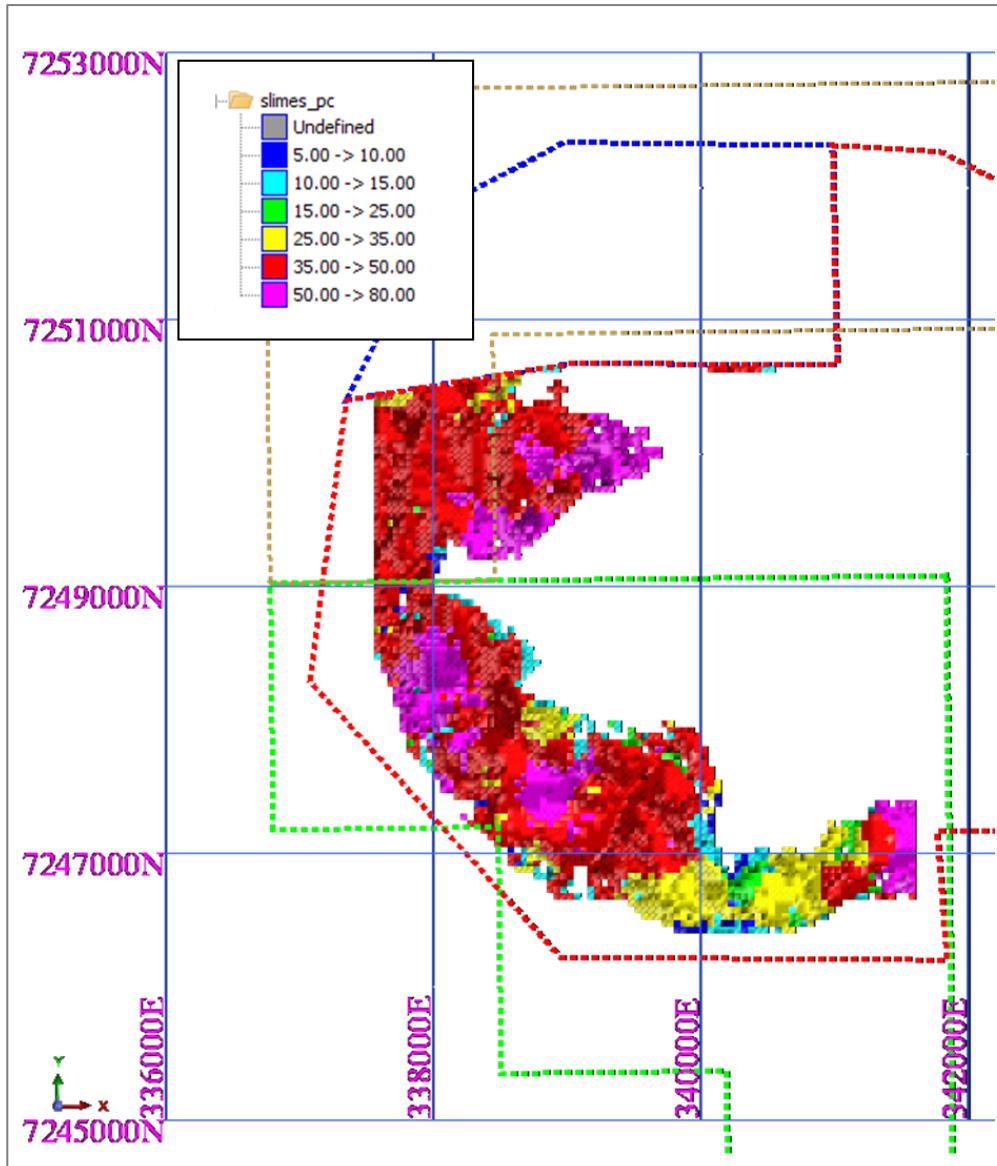 7253000N
slimes_pc
Undefined
5.00 -> 10.00
10.00 -> 15.00
15.00 -> 25.00
25.00 -> 35.00
35.00 -> 50.00
50.00 -> 80.00
7251000N
7249000N
7247000N
336000E
338000E
340000E
342000E
Y
X
7245000N